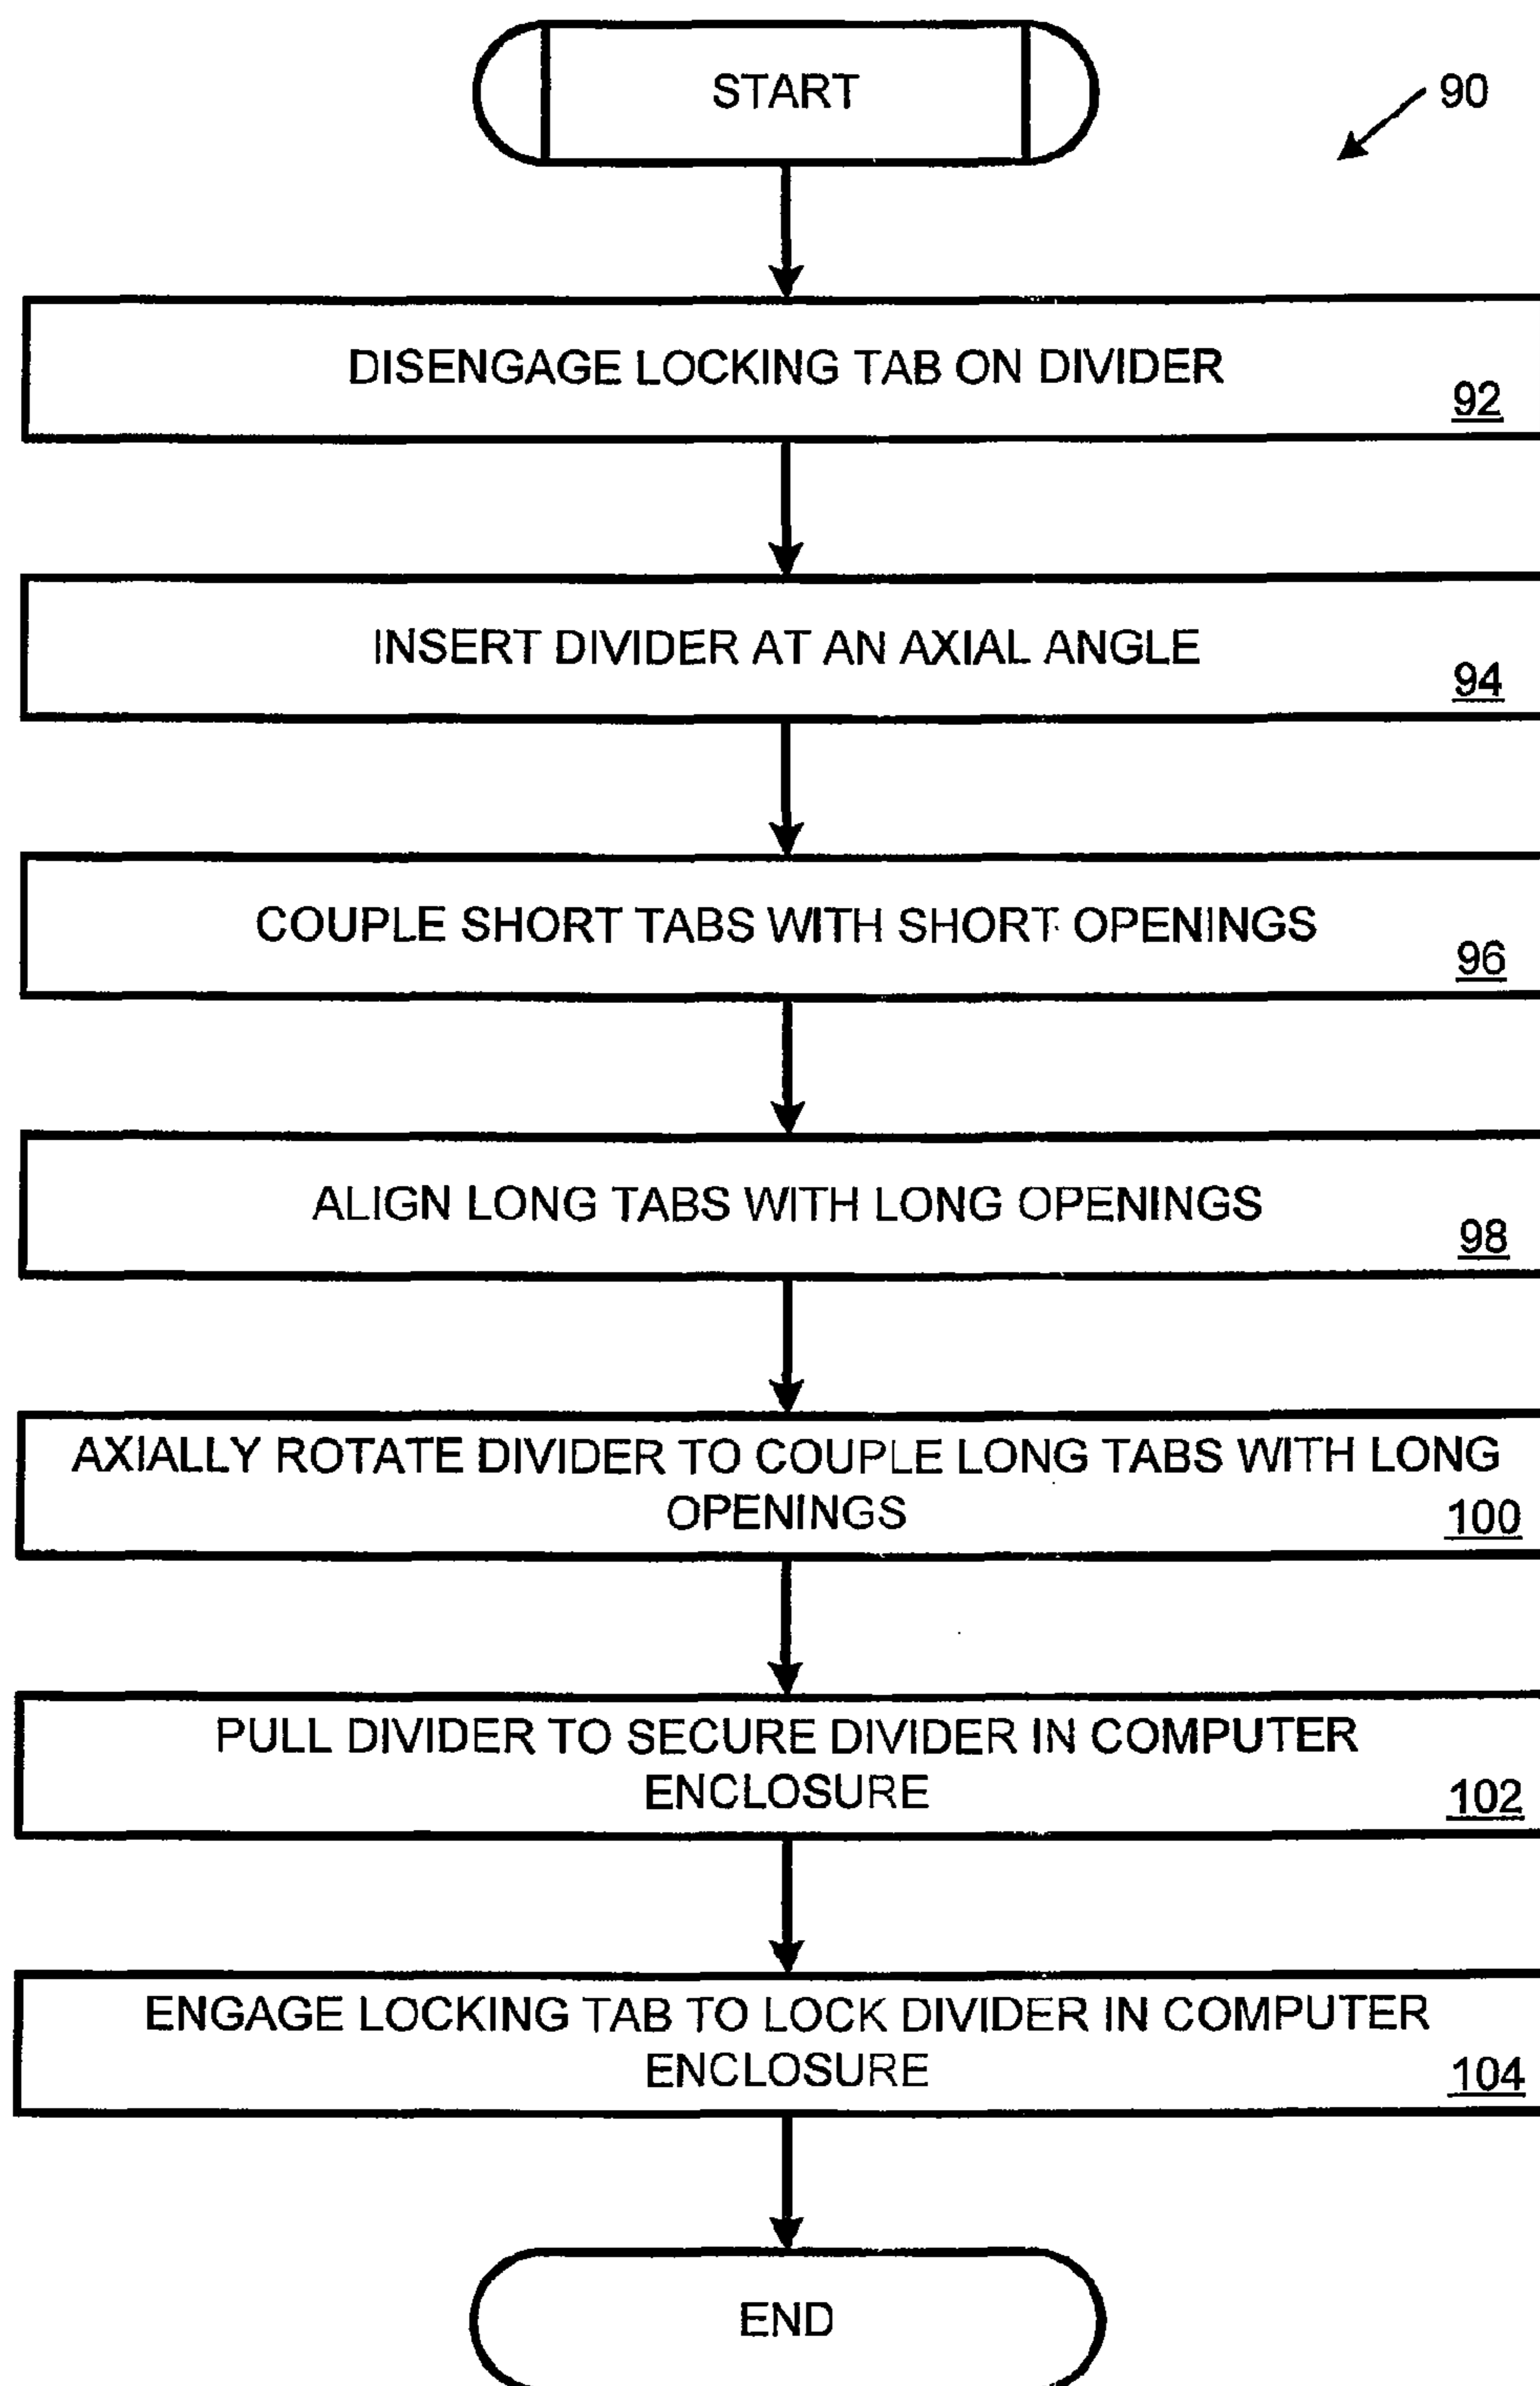 START
90
DISENGAGE LOCKING TAB ON DIVIDER
92
INSERT DIVIDER AT AN AXIAL ANGLE
94
COUPLE SHORT TABS WITH SHORT OPENINGS
96
ALIGN LONG TABS WITH LONG OPENINGS
98
AXIALLY ROTATE DIVIDER TO COUPLE LONG TABS WITH LONG
OPENINGS
100
PULL DIVIDER TO SECURE DIVIDER IN COMPUTER
ENCLOSURE
102
ENGAGE LOCKING TAB TO LOCK DIVIDER IN COMPUTER
ENCLOSURE
104
END